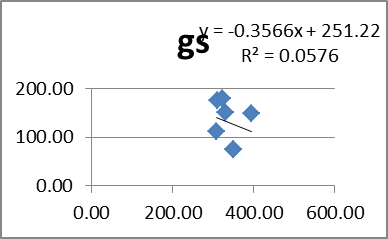 gs
y = -0.3566x + 251.22
R² = 0.0576
200.00
100.00
0.00
0.00 200.00 400.00 600.00